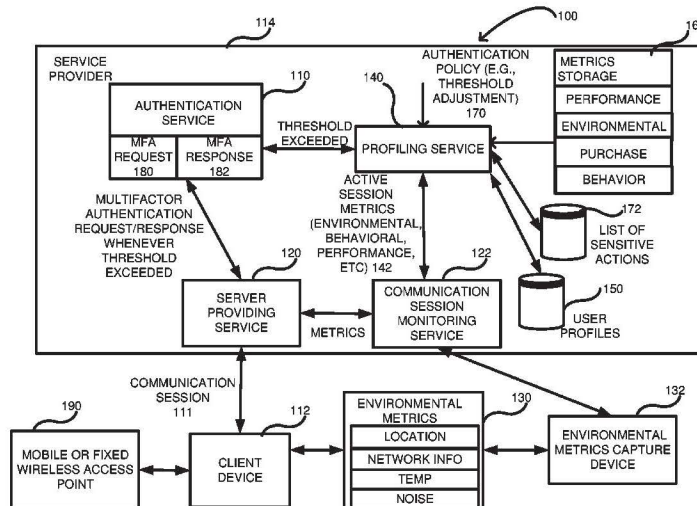 114
100
SERVICE
PROVIDER
110
AUTHENTICATION
SERVICE
MFA
REQUEST
180
MFA
RESPONSE
182
THRESHOLD
EXCEEDED
140
AUTHENTICATION
POLICY (E.G.,
THRESHOLD
ADJUSTMENT)
170
PROFILING SERVICE
16
METRICS
STORAGE
PERFORMANCE
ENVIRONMENTAL
PURCHASE
BEHAVIOR
MULTIFACTOR
AUTHENTICATION
REQUEST/RESPONSE
WHENEVER
THRESHOLD
EXCEEDED
ACTIVE
SESSION
METRICS
(ENVIRONMENTAL,
BEHAVIORAL,
PERFORMANCE,
ETC) 142
172
LIST OF
SENSITIVE
ACTIONS
120
SERVER
PROVIDING
SERVICE
METRICS
122
COMMUNICATION
SESSION
MONITORING
SERVICE
150
USER
PROFILES
COMMUNICATION
SESSION
111
190
MOBILE OR FIXED
WIRELESS ACCESS
POINT
112
CLIENT
DEVICE
130
ENVIRONMENTAL
METRICS
LOCATION
NETWORK INFO
TEMP
NOISE
132
ENVIRONMENTAL
METRICS CAPTURE
DEVICE